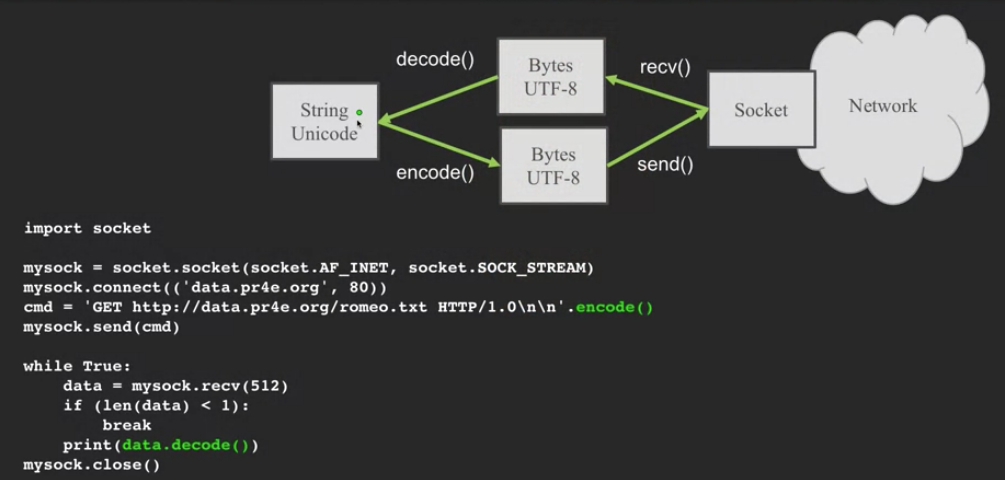 decode()
Bytes
UTF-8
recv()
String
Unicode
Socket
Network
encode()
Bytes
UTF-8
send()
import socket
mysock = socket.socket(socket.AF_INET, socket.SOCK_STREAM)
mysock.connect(('data.pr4e.org', 80))
cmd = 'GET http://data.pr4e.org/romeo.txt HTTP/1.0\n\n'.encode()
mysock.send(cmd)
while True:
    data = mysock.recv(512)
    if (len(data) < 1):
        break
    print(data.decode())
mysock.close()